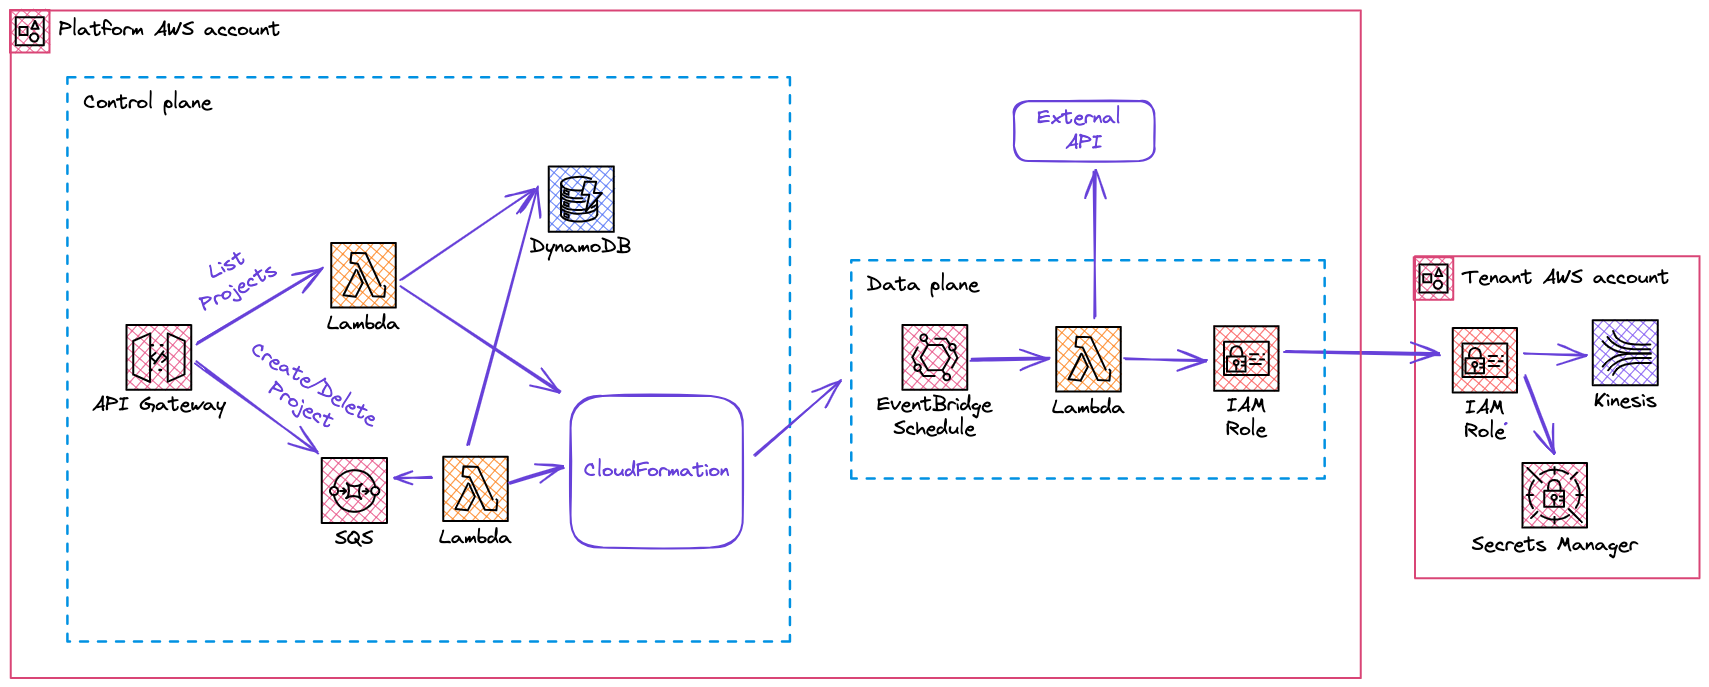 Platform AWS account
Control plane
DynamoDB
List
Projects
Lambda
API Gateway
Create/Delete
Project
SQS
Lambda
CloudFormation
External
API
Data plane
EventBridge
Schedule
Lambda
IAM
Role
Tenant AWS account
IAM
Role
Kinesis
Secrets Manager